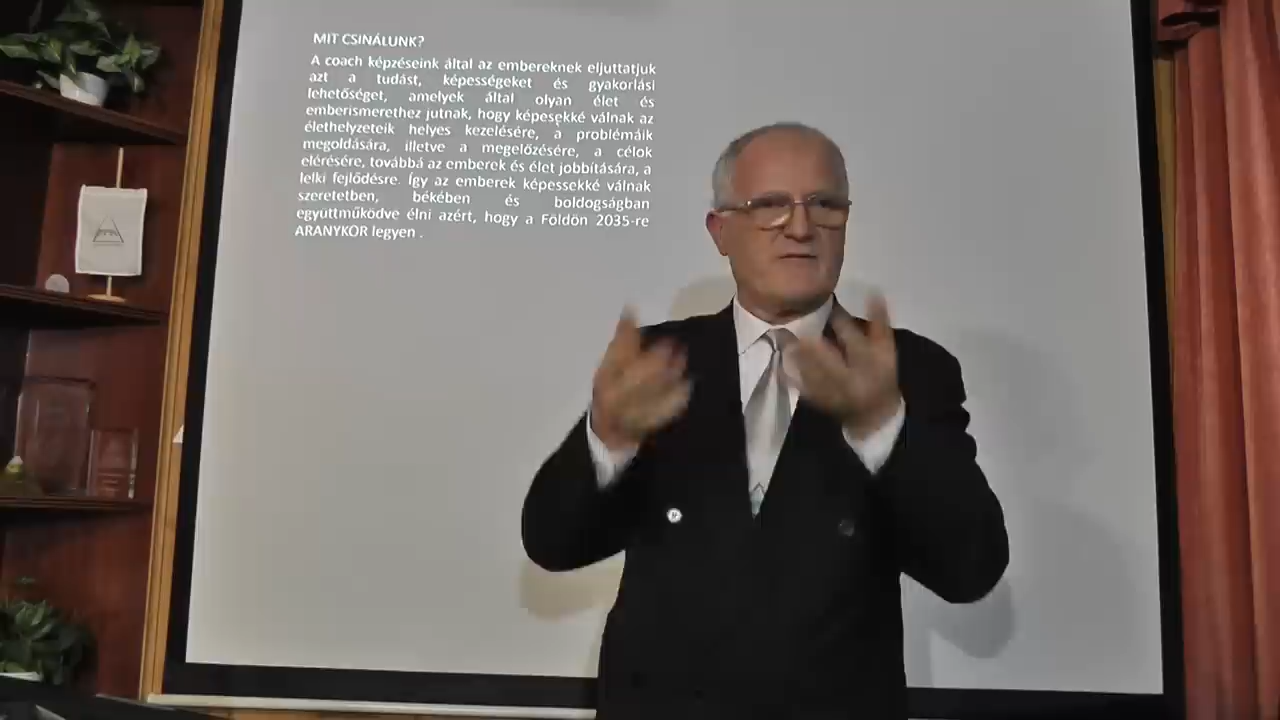 MIT CSINÁLUNK?
A coach képzéseink által az embereknek eljuttatjuk
azt a tudást, képességeket és gyakorlási
lehetőséget, amelyek által olyan élet és
emberismerethez jutnak, hogy képesekké válnak az
élethelyzeteik helyes kezelésére, a problémáik
megoldására, illetve a megelőzésére, a célok
elérésére, továbbá az emberek és élet jobbítására, a
lelki fejlődésre. Így az emberek képessekké válnak
szeretetben, békében és boldogságban
együttműködve élni azért, hogy a Földön 2035-re
ARANYKOR legyen .